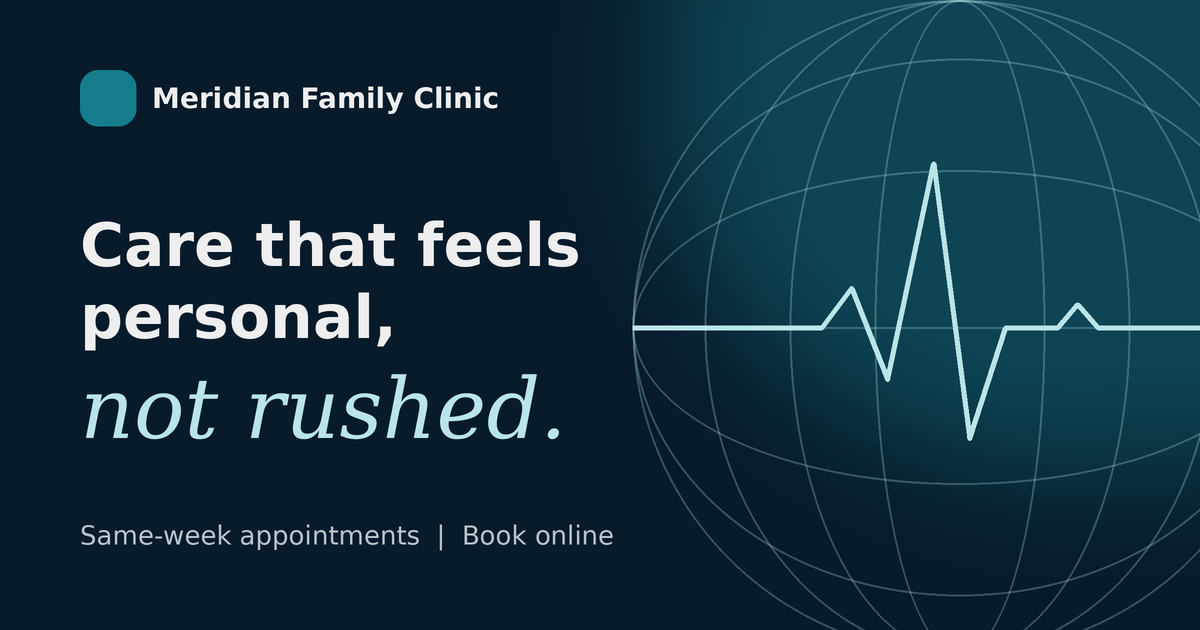 Meridian Family Clinic
Care that feels
personal,
not rushed.
Same-week appointments | Book online